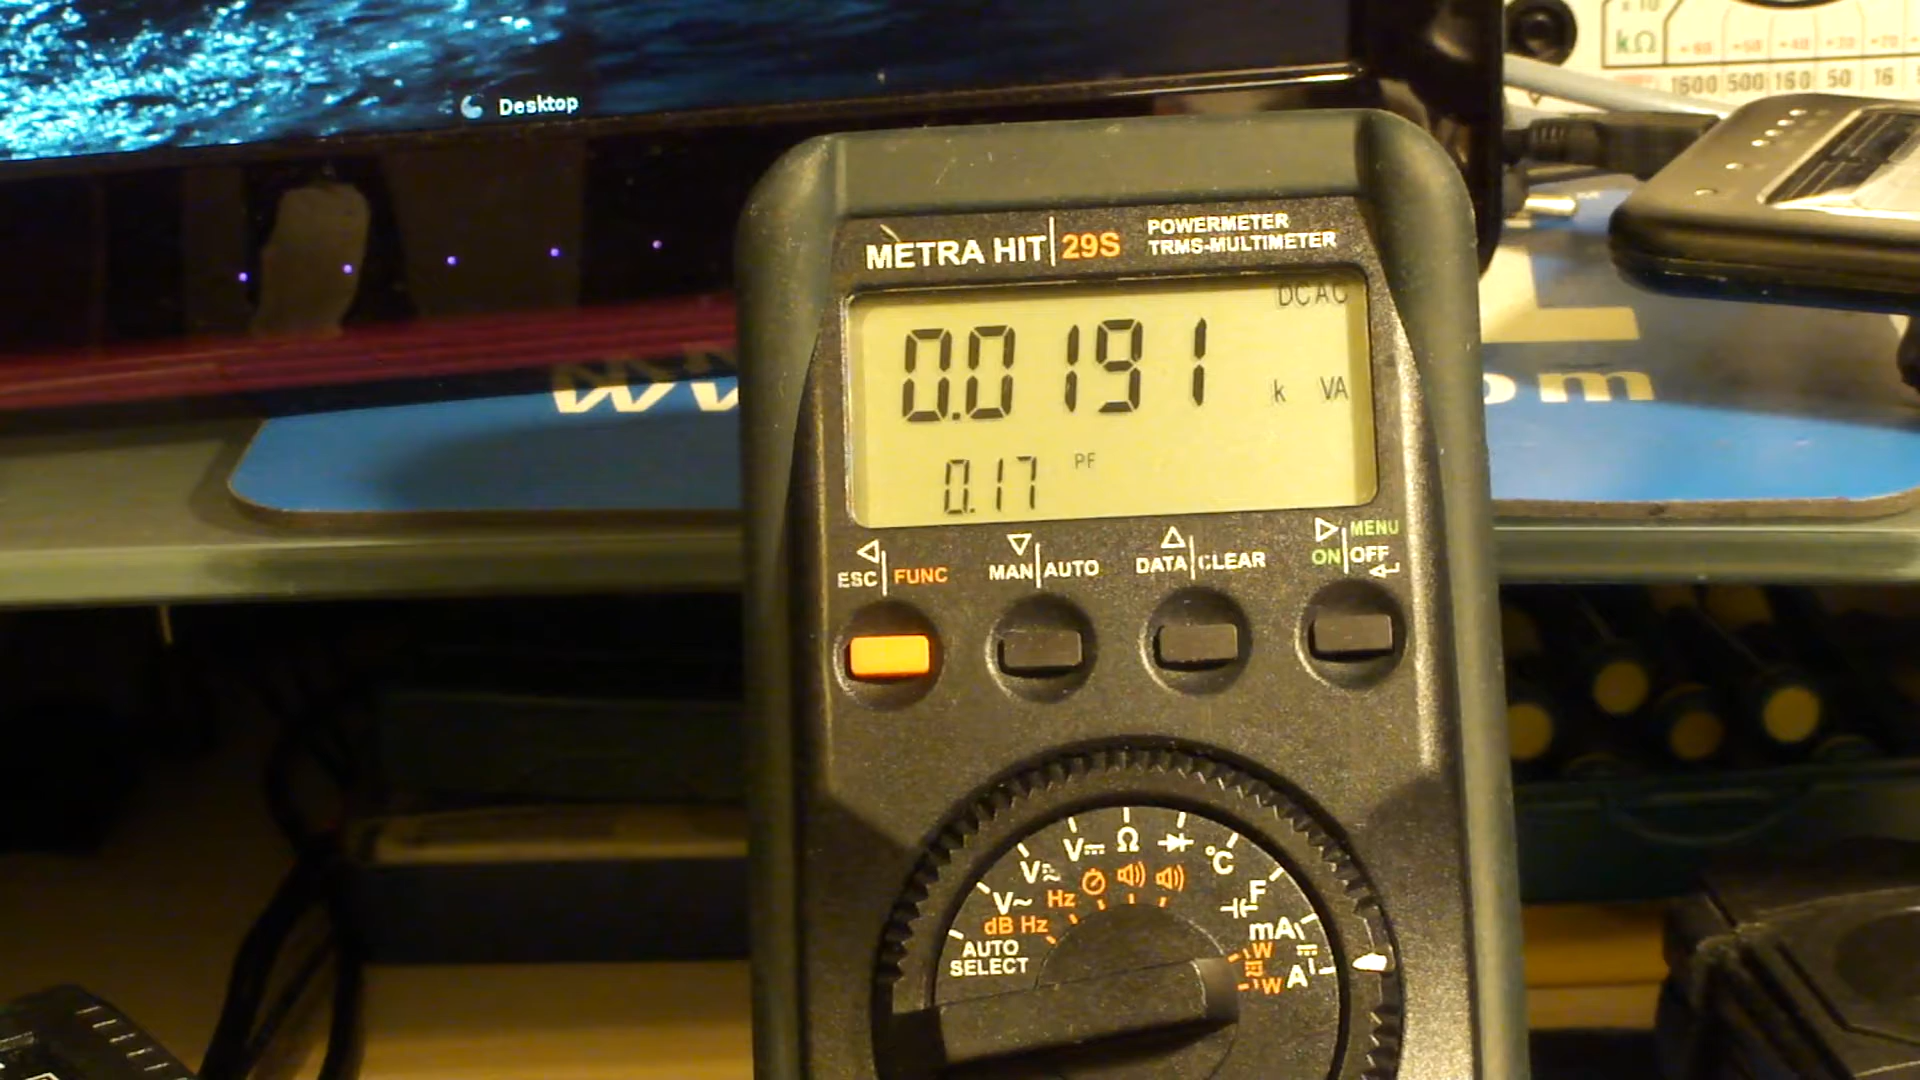 Desktop
kΩ
1600 500 160 50 16
METRA HIT 29S
POWERMETER
TRMS-MULTIMETER
DC AC
0.0191 k VA
0.17 PF
om
ESC FUNC
MAN AUTO
DATA CLEAR
ON MENU
OFF
AUTO
SELECT
dB Hz
V~
Hz
V
V
Ω
°C
F
mA
A
W
W